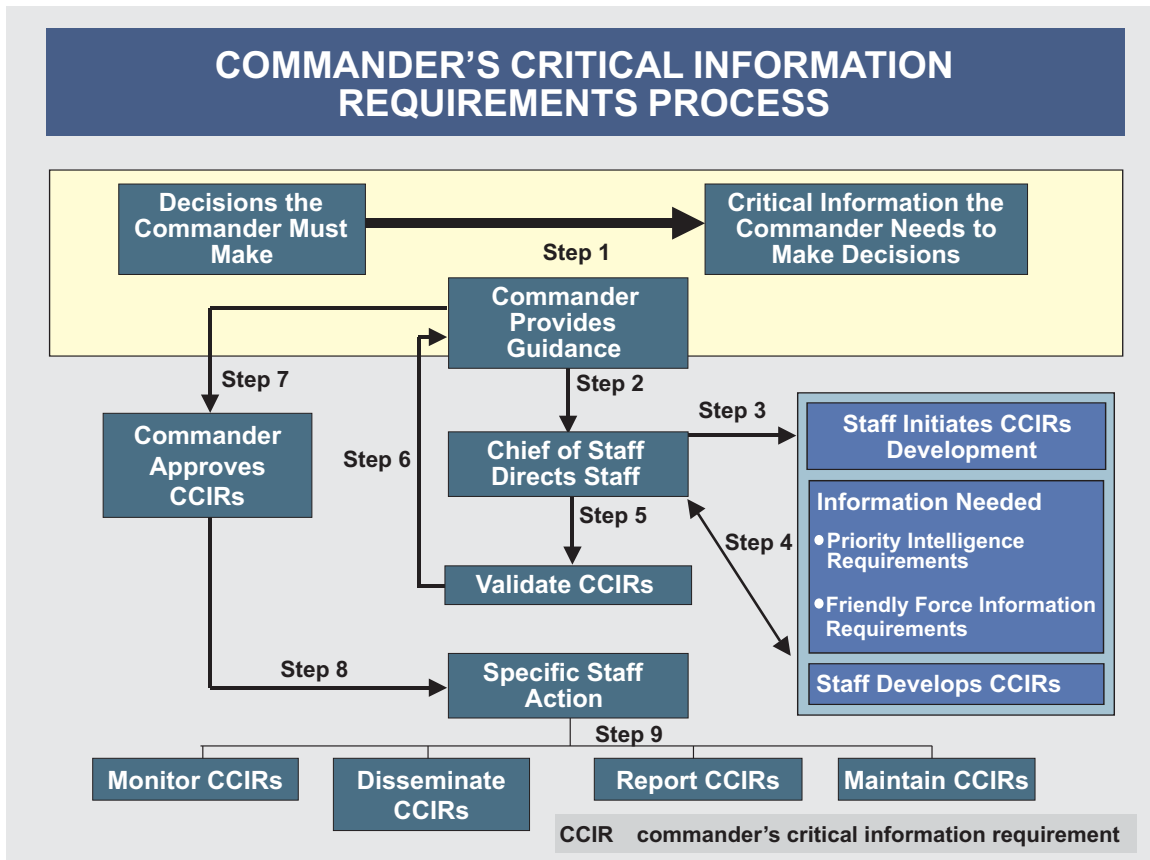 COMMANDER’S CRITICAL INFORMATION
REQUIREMENTS PROCESS
Decisions the
Commander Must
Make
Step 1
Critical Information the
Commander Needs to
Make Decisions
Commander
Provides
Guidance
Step 7
Step 2
Step 3
Commander
Approves
CCIRs
Step 6
Chief of Staff
Directs Staff
Staff Initiates CCIRs
Development
Step 5
Step 4
Information Needed
•Priority Intelligence
Requirements
•Friendly Force Information
Requirements
Validate CCIRs
Staff Develops CCIRs
Step 8
Specific Staff
Action
Step 9
Monitor CCIRs
Disseminate
CCIRs
Report CCIRs
Maintain CCIRs
CCIR commander’s critical information requirement